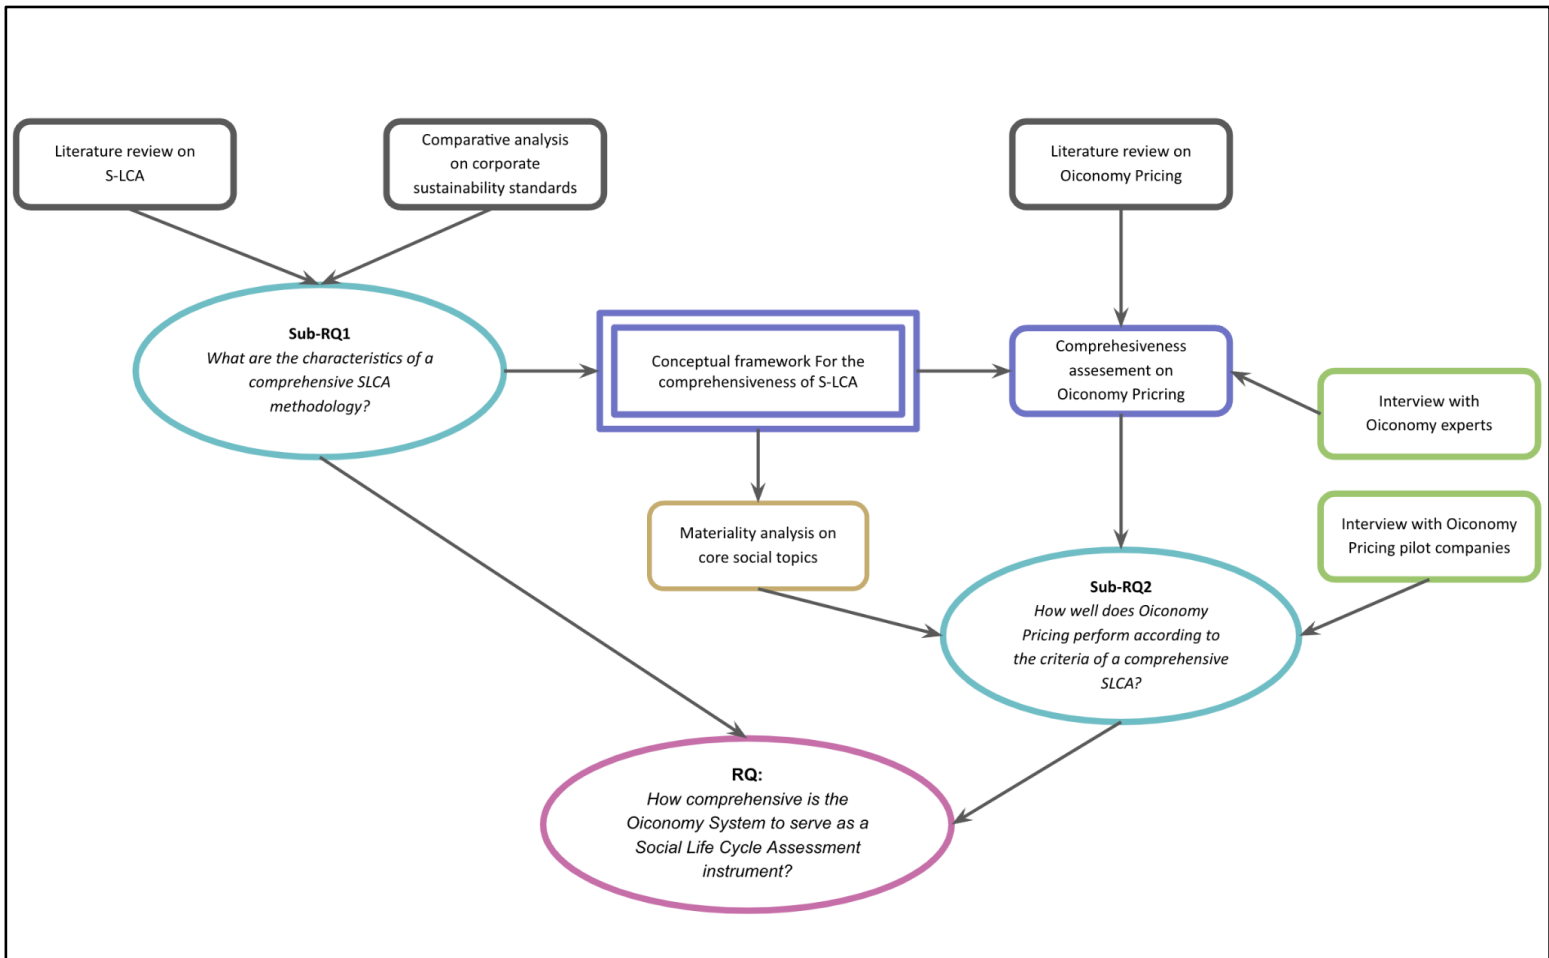 Literature review on
S-LCA
Comparative analysis
on corporate
sustainability standards
Literature review on
Oiconomy Pricing
Sub-RQ1
What are the characteristics of a
comprehensive SLCA
methodology?
Conceptual framework For the
comprehensiveness of S-LCA
Comprehesiveness
assesement on
Oiconomy Pricing
Interview with
Oiconomy experts
Materiality analysis on
core social topics
Interview with Oiconomy
Pricing pilot companies
Sub-RQ2
How well does Oiconomy
Pricing perform according to
the criteria of a comprehensive
SLCA?
RQ:
How comprehensive is the
Oiconomy System to serve as a
Social Life Cycle Assessment
instrument?